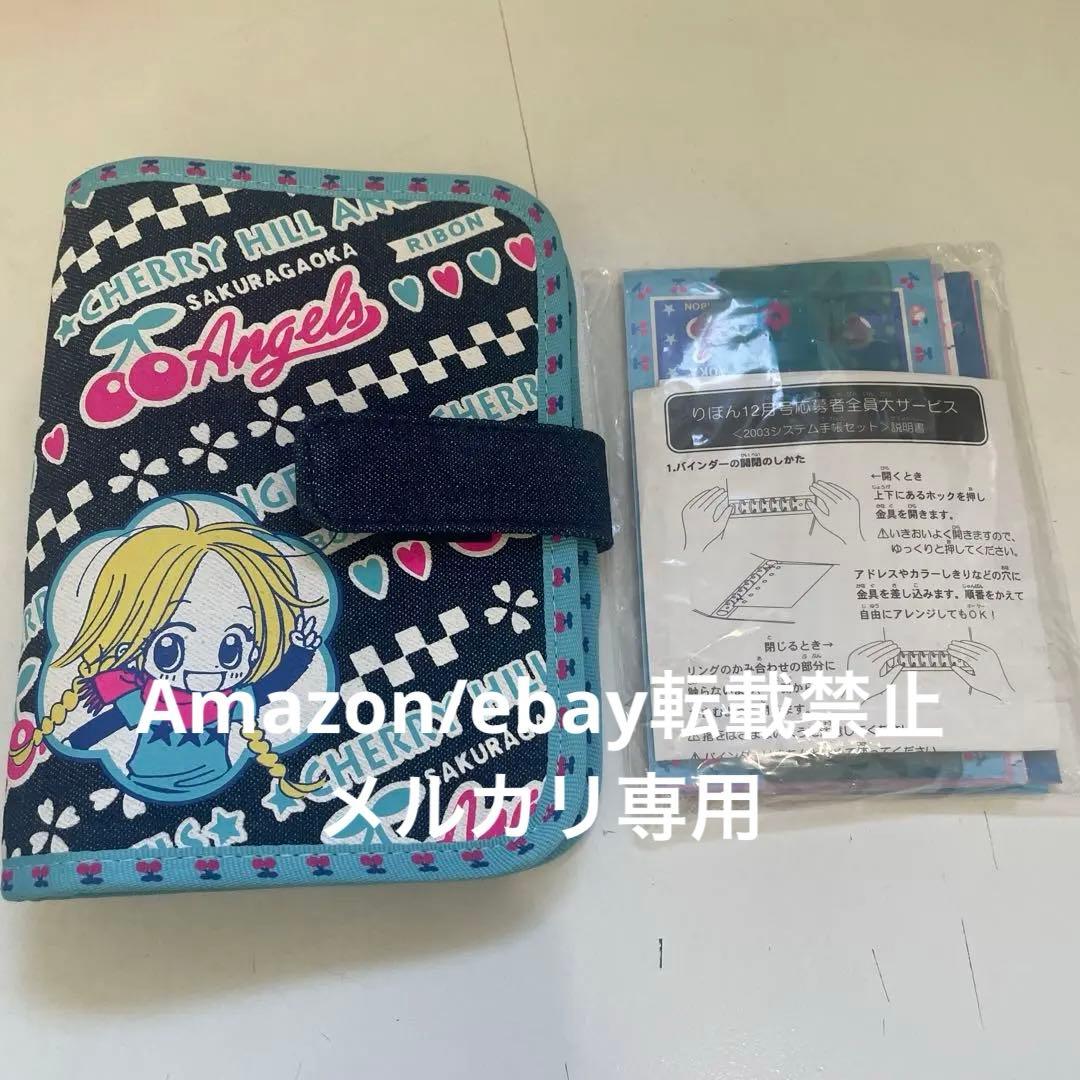 CHERRY HILL ANG
SAKURAGAOKA
RIBON
Angels
CHERR
CHERRY HILL
SAKURAGA
りぼん12月号応募者全員大サービス
<2003システム手帳セット>説明書
1.バインダーの開閉のしかた
←開くとき
上下にあるホックを押し
金具を開きます。
⚠いきおいよく開きますので、
ゆっくりと押してください。
アドレスやカラーしきりなどの穴に
金具を差し込みます。順番をかえて
自由にアレンジしてもOK!
閉じるとき→
リングのかみ合わせの部分に
Amazon/ebay転載禁止
メルカリ専用